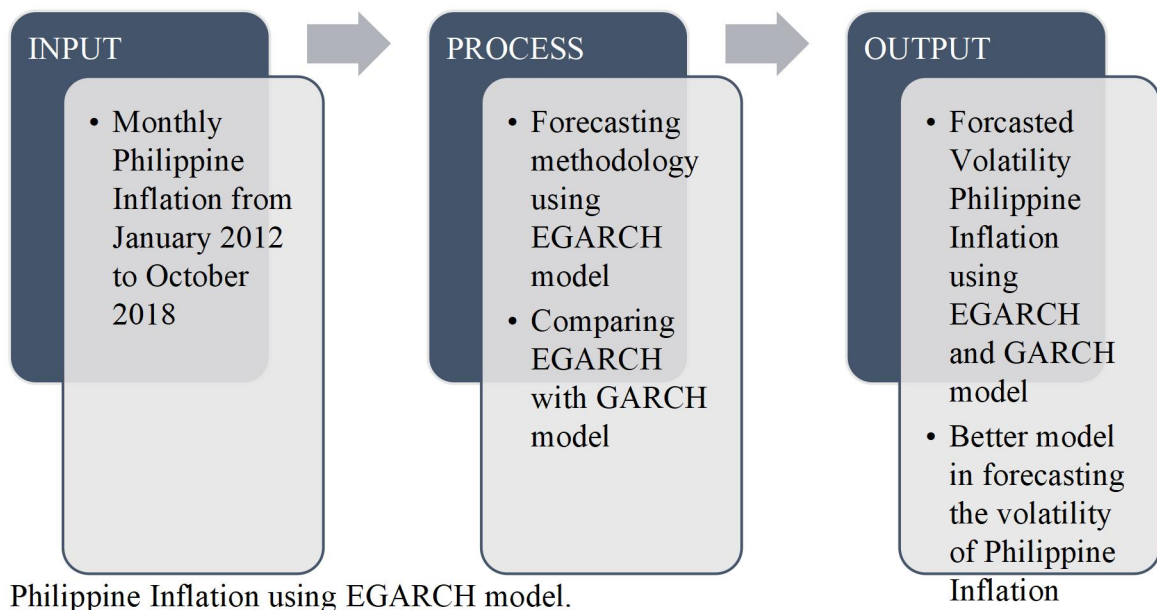 INPUT
• Monthly
Philippine
Inflation from
January 2012
to October
2018
PROCESS
• Forecasting
methodology
using
EGARCH
model
• Comparing
EGARCH
with GARCH
model
OUTPUT
• Forcasted
Volatility
Philippine
Inflation
using
EGARCH
and GARCH
model
• Better model
in forecasting
the volatility
of Philippine
Inflation
Philippine Inflation using EGARCH model.